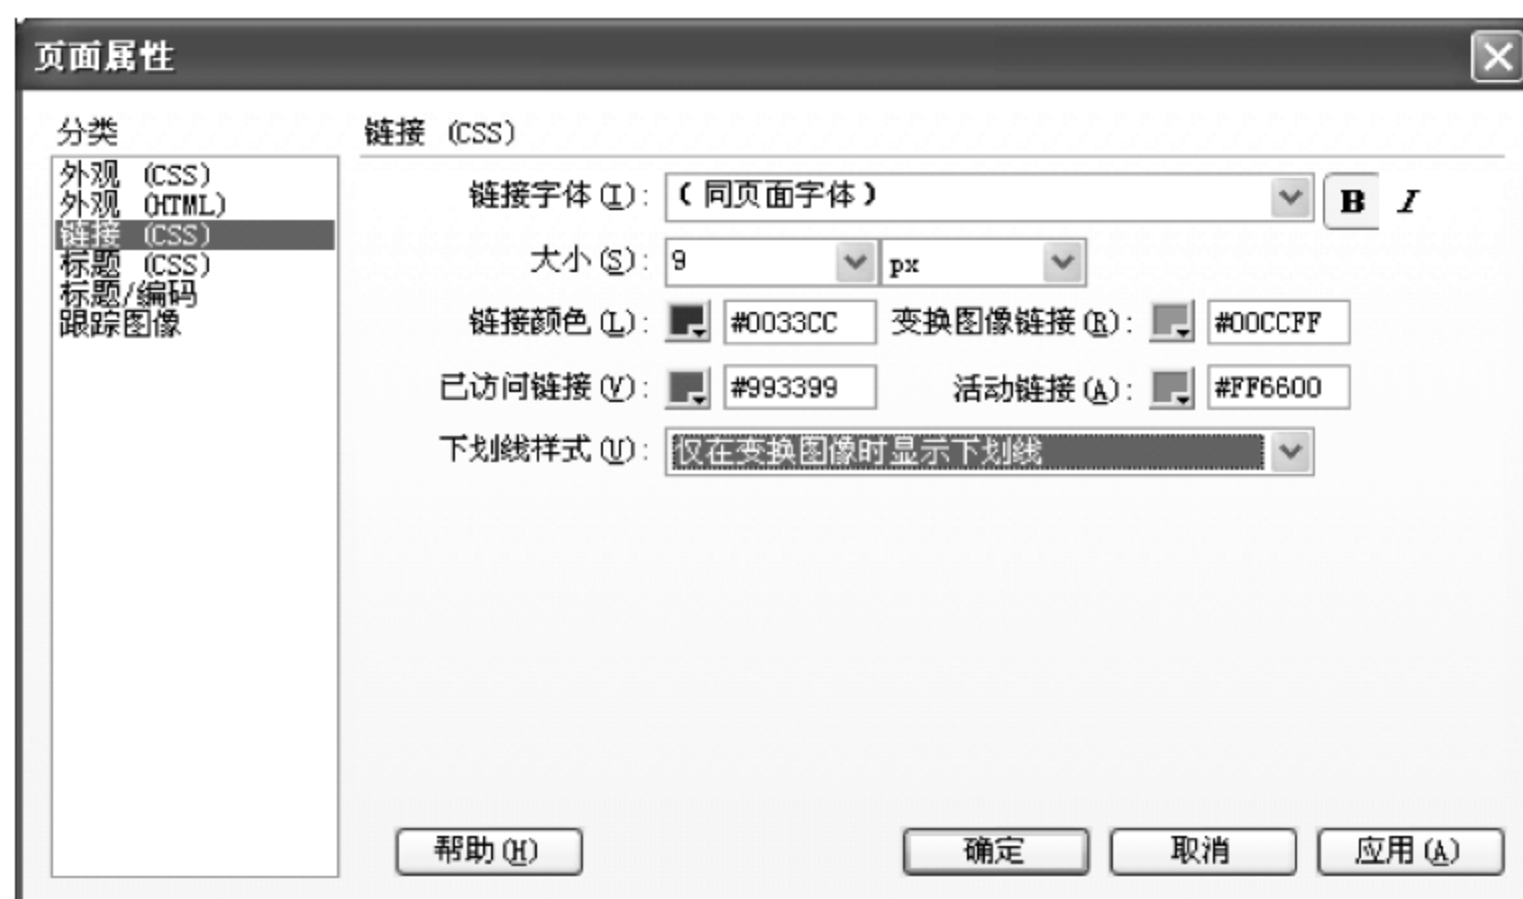 页面属性
分类
外观 (CSS)
外观 (HTML)
链接 (CSS)
标题 (CSS)
标题/编码
跟踪图像
链接 (CSS)
链接字体(I): (同页面字体) B I
大小(S): 9 px
链接颜色(L): #0033CC 变换图像链接(R): #00CCFF
已访问链接(V): #993399 活动链接(A): #FF6600
下划线样式(U): 仅在变换图像时显示下划线
帮助(H) 确定 取消 应用(A)